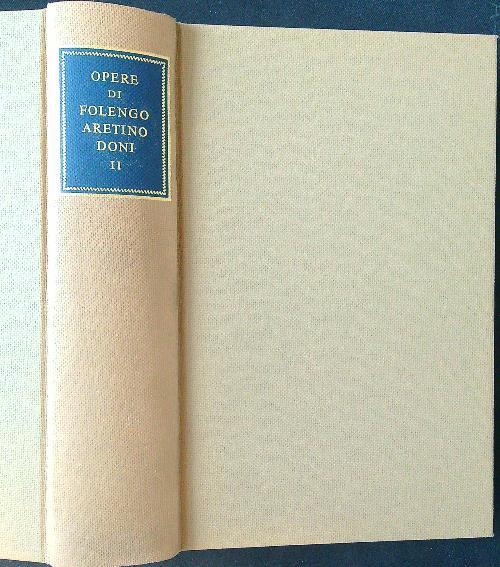 OPERE
DI
FOLENGO
ARETINO
DONI
II